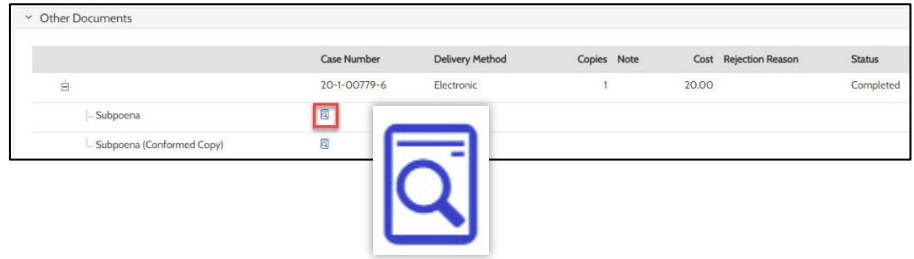 Other Documents
Case Number Delivery Method Copies Note Cost Rejection Reason Status
20-1-00779-6 Electronic 1 20.00 Completed
Subpoena
Subpoena (Conformed Copy)